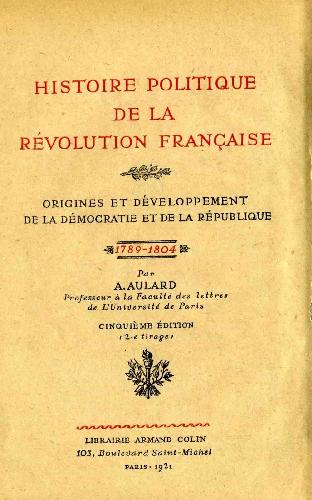 HISTOIRE POLITIQUE
DE LA
RÉVOLUTION FRANÇAISE
ORIGINES ET DÉVELOPPEMENT
DE LA DÉMOCRATIE ET DE LA RÉPUBLIQUE
1789-1804
Par
A. AULARD
Professeur à la Faculté des lettres
de L'Université de Paris
CINQUIÈME ÉDITION
(2e tirage)
LIBRAIRIE ARMAND COLIN
103, Boulevard Saint-Michel
PARIS - 1921